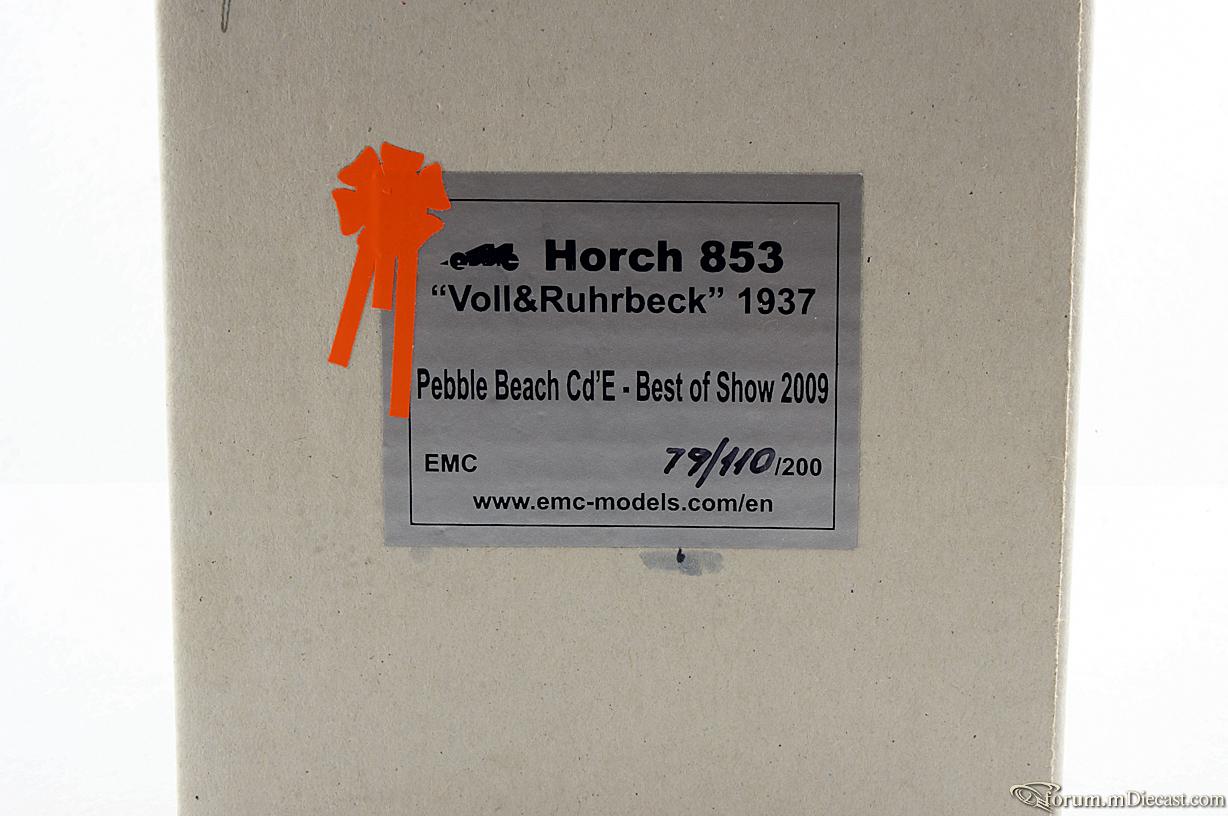 Horch 853
“Voll&Ruhrbeck” 1937
Pebble Beach Cd’E - Best of Show 2009
EMC 79/110/200
www.emc-models.com/en
forum.mDiecast.com